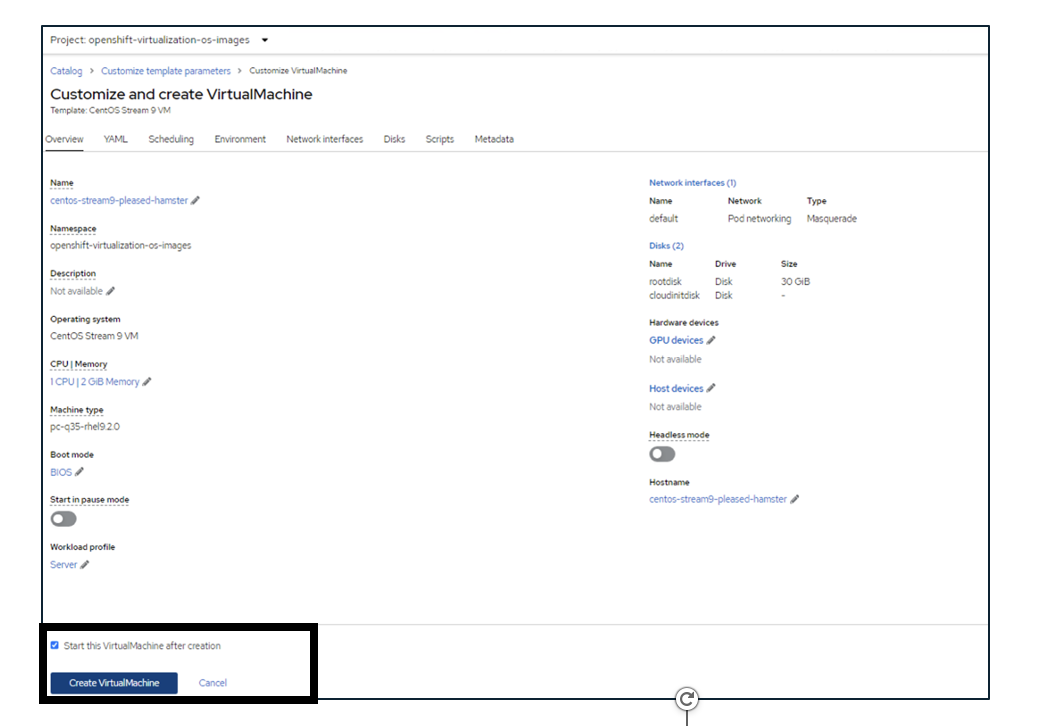 Project: openshift-virtualization-os-images
Catalog > Customize template parameters > Customize VirtualMachine
Customize and create VirtualMachine
Template: CentOS Stream 9 VM
Overview YAML Scheduling Environment Network interfaces Disks Scripts Metadata
Name
centos-stream9-pleased-hamster
Namespace
openshift-virtualization-os-images
Description
Not available
Operating system
CentOS Stream 9 VM
CPU | Memory
1 CPU | 2 GiB Memory
Machine type
pc-q35-rhel9.2.0
Boot mode
BIOS
Start in pause mode
Workload profile
Server
Network interfaces (1)
Name Network Type
default Pod networking Masquerade
Disks (2)
Name Drive Size
rootdisk Disk 30 GiB
cloudinitdisk Disk -
Hardware devices
GPU devices
Not available
Host devices
Not available
Headless mode
Hostname
centos-stream9-pleased-hamster
Start this VirtualMachine after creation
Create VirtualMachine Cancel